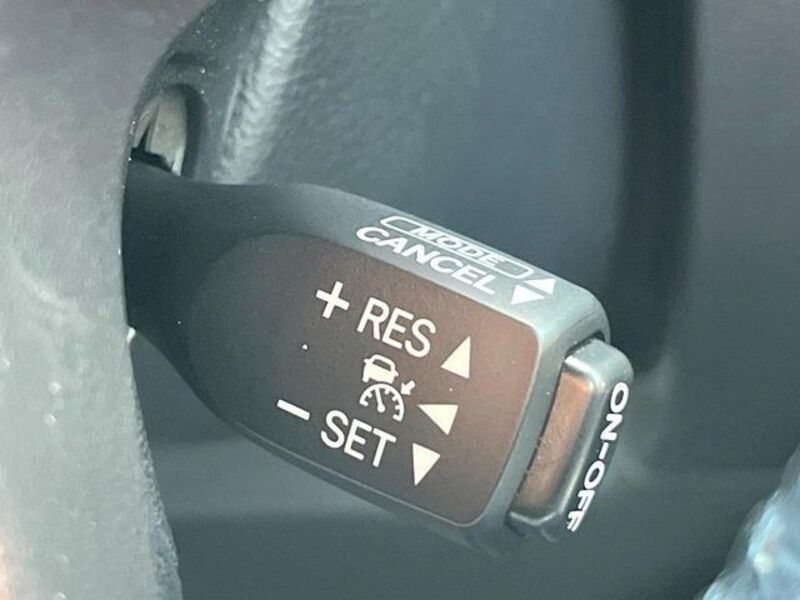 MODE
CANCEL
+ RES
- SET
ON-OFF